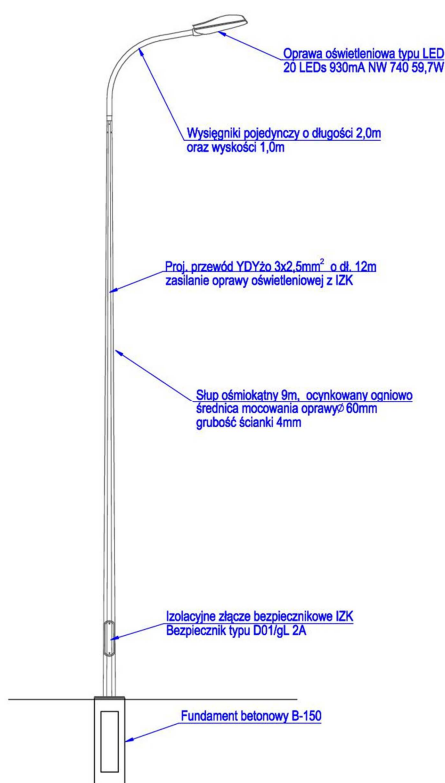 Oprawa oświetleniowa typu LED
20 LEDs 930mA NW 740 59,7W
Wysięgniki pojedynczy o długości 2,0m
oraz wyskości 1,0m
Proj. przewód YDYżo 3x2,5mm² o dł. 12m
zasilanie oprawy oświetleniowej z IZK
Słup ośmiokątny 9m, ocynkowany ogniowo
średnica mocowania oprawyØ 60mm
grubość ścianki 4mm
Izolacyjne złącze bezpiecznikowe IZK
Bezpiecznik typu D01/gL 2A
Fundament betonowy B-150